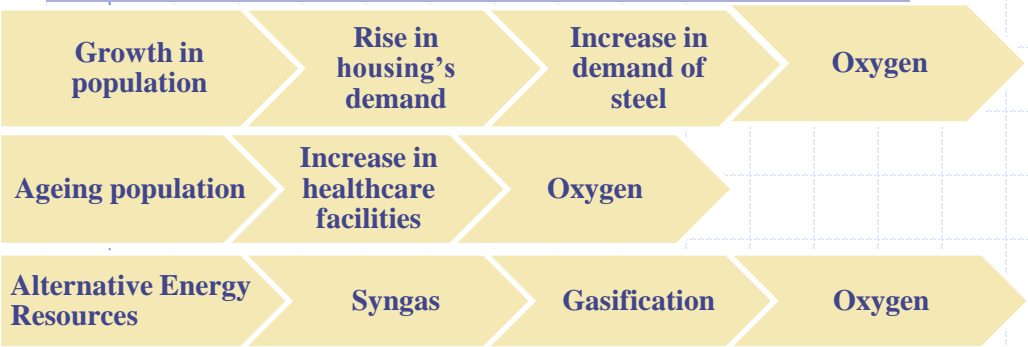 Growth in
population
Rise in
housing's
demand
Increase in
demand of
steel
Oxygen
Ageing population
Increase in
healthcare
facilities
Oxygen
Alternative Energy
Resources
Syngas
Gasification
Oxygen